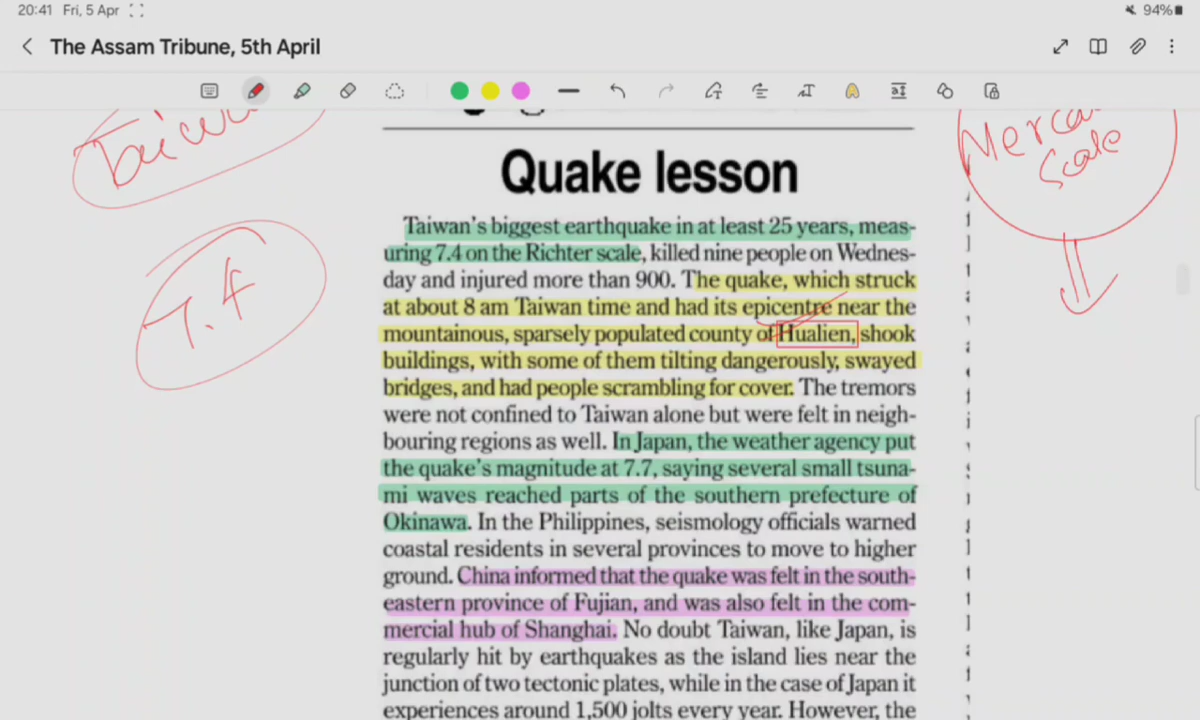 20:41 Fri, 5 Apr
94%
The Assam Tribune, 5th April
Taiwan
Scale
Quake lesson
7.4
Taiwan's biggest earthquake in at least 25 years, meas-
uring 7.4 on the Richter scale, killed nine people on Wednes-
day and injured more than 900. The quake, which struck
at about 8 am Taiwan time and had its epicentre near the
mountainous, sparsely populated county of Hualien, shook
buildings, with some of them tilting dangerously, swayed
bridges, and had people scrambling for cover. The tremors
were not confined to Taiwan alone but were felt in neigh-
bouring regions as well. In Japan, the weather agency put
the quake's magnitude at 7.7, saying several small tsuna-
mi waves reached parts of the southern prefecture of
Okinawa. In the Philippines, seismology officials warned
coastal residents in several provinces to move to higher
ground. China informed that the quake was felt in the south-
eastern province of Fujian, and was also felt in the com-
mercial hub of Shanghai. No doubt Taiwan, like Japan, is
regularly hit by earthquakes as the island lies near the
junction of two tectonic plates, while in the case of Japan it
experiences around 1,500 jolts every year. However, the